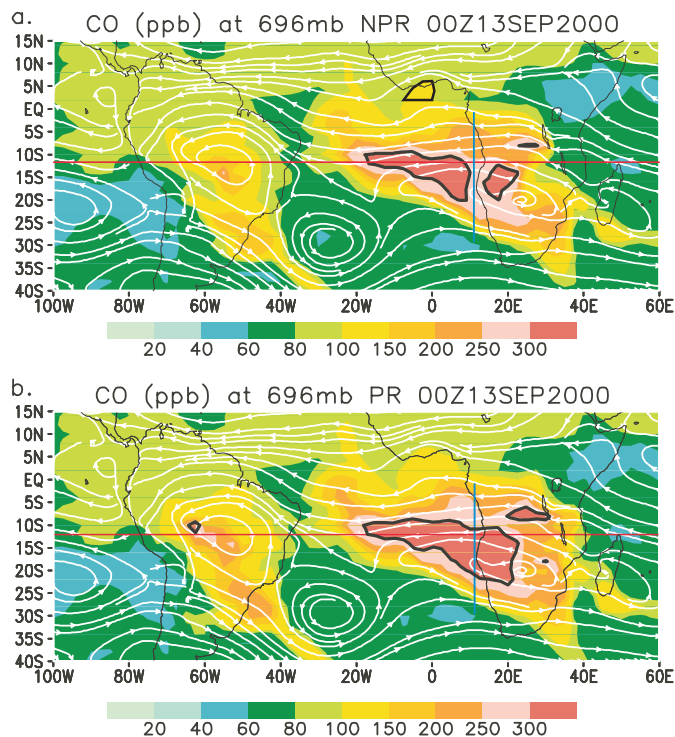 a.
CO (ppb) at 696mb NPR 00Z13SEP2000
15N
10N
5N
EQ
5S
10S
15S
20S
25S
30S
35S
40S
100W 80W 60W 40W 20W 0 20E 40E 60E
20 40 60 80 100 150 200 250 300
b.
CO (ppb) at 696mb PR 00Z13SEP2000
15N
10N
5N
EQ
5S
10S
15S
20S
25S
30S
35S
40S
100W 80W 60W 40W 20W 0 20E 40E 60E
20 40 60 80 100 150 200 250 300